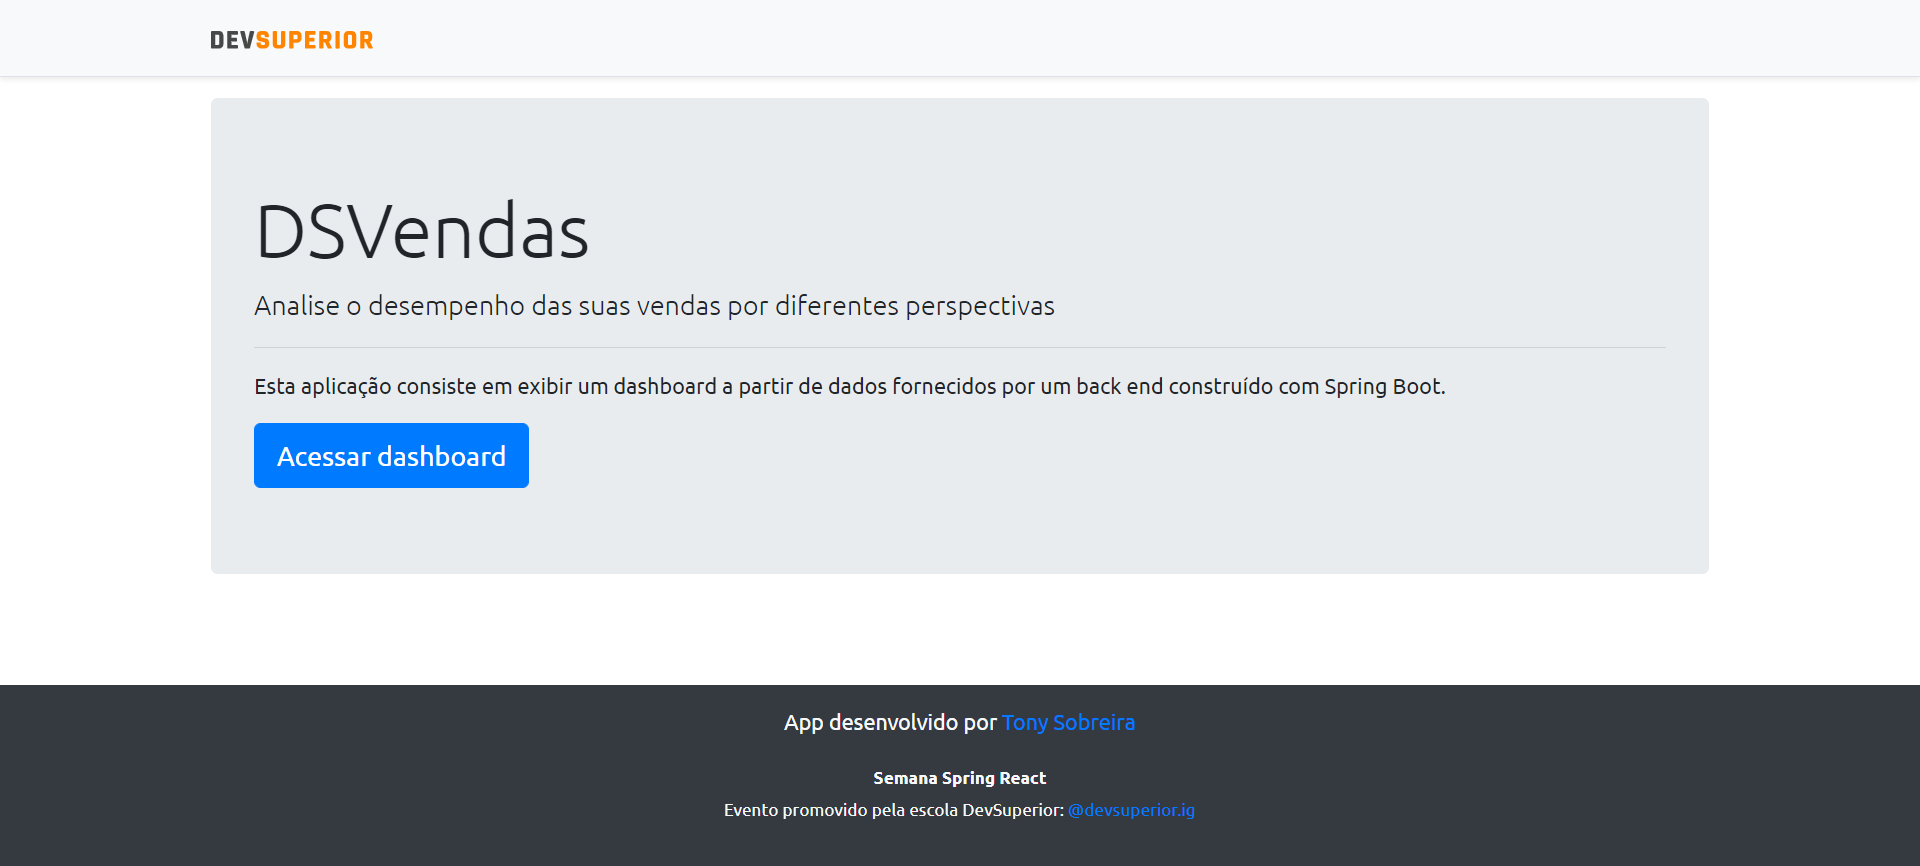 DEVSUPERIOR
DSVendas
Analise o desempenho das suas vendas por diferentes perspectivas
Esta aplicação consiste em exibir um dashboard a partir de dados fornecidos por um back end construído com Spring Boot.
Acessar dashboard
App desenvolvido por Tony Sobreira
Semana Spring React
Evento promovido pela escola DevSuperior: @devsuperior.ig